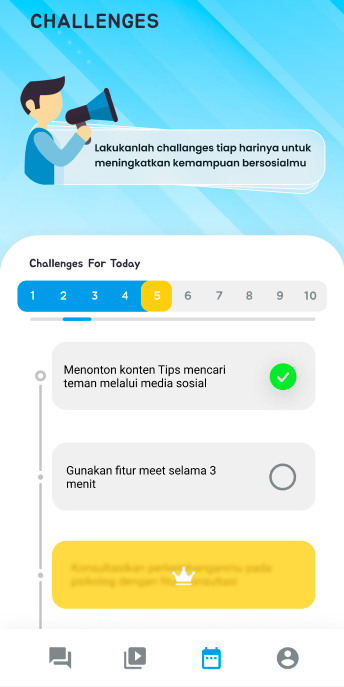 CHALLENGES
Lakukanlah challanges tiap harinya untuk
meningkatkan kemampuan bersosialmu
Challenges For Today
1 2 3 4 5 6 7 8 9 10
Menonton konten Tips mencari
teman melalui media sosial
Gunakan fitur meet selama 3
menit